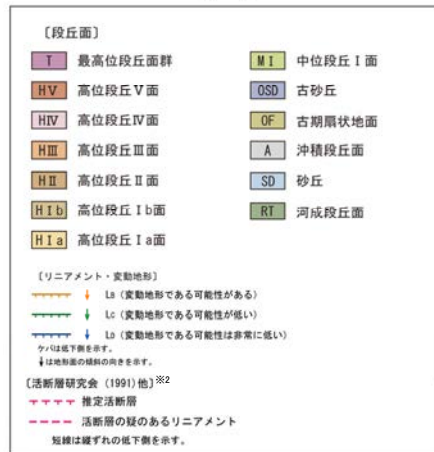 〔段丘面〕
T 最高位段丘面群
HⅤ 高位段丘Ⅴ面
HⅣ 高位段丘Ⅳ面
HⅢ 高位段丘Ⅲ面
HⅡ 高位段丘Ⅱ面
HⅠb 高位段丘Ⅰb面
HⅠa 高位段丘Ⅰa面
MⅠ 中位段丘Ⅰ面
OSD 古砂丘
OF 古期扇状地面
A 沖積段丘面
SD 砂丘
RT 河成段丘面
〔リニアメント・変動地形〕
LB（変動地形である可能性がある）
LC（変動地形である可能性が低い）
LD（変動地形である可能性は非常に低い）
ケバは低下側を示す。
↓は地形面の傾斜の向きを示す。
〔活断層研究会（1991）他〕※2
推定活断層
活断層の疑のあるリニアメント
短線は縦ずれの低下側を示す。